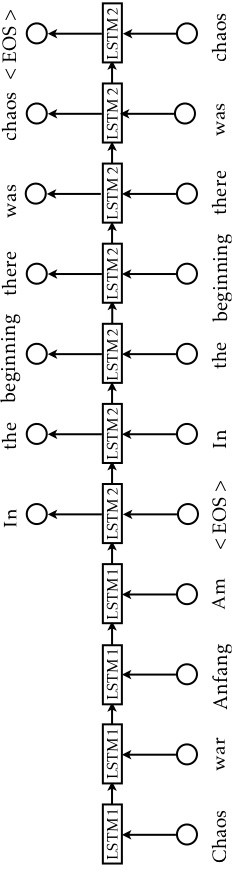 In the beginning there was chaos < EOS >
LSTM1 LSTM1 LSTM1 LSTM1 LSTM2 LSTM2 LSTM2 LSTM2 LSTM2 LSTM2 LSTM2
Chaos war Anfang Am < EOS > In the beginning there was chaos